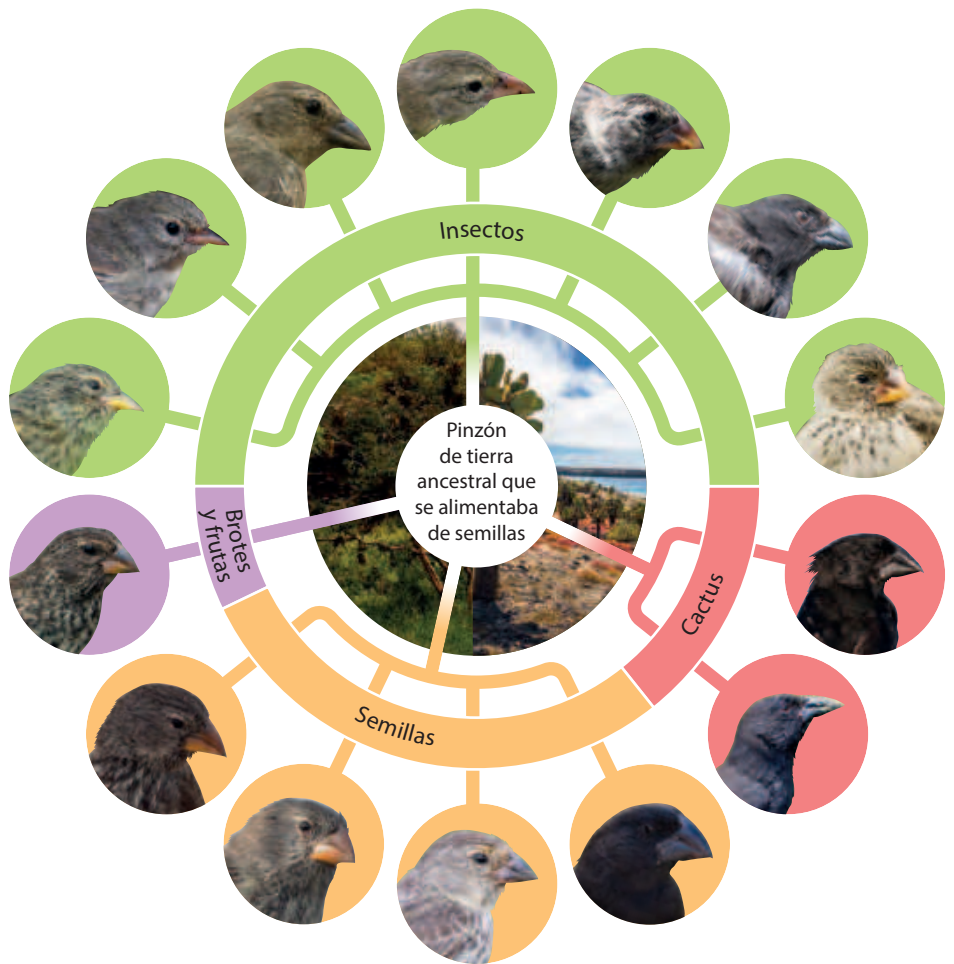 Insectos
Pinzón
de tierra
ancestral que
se alimentaba
de semillas
Brotes
y frutas
Cactus
Semillas